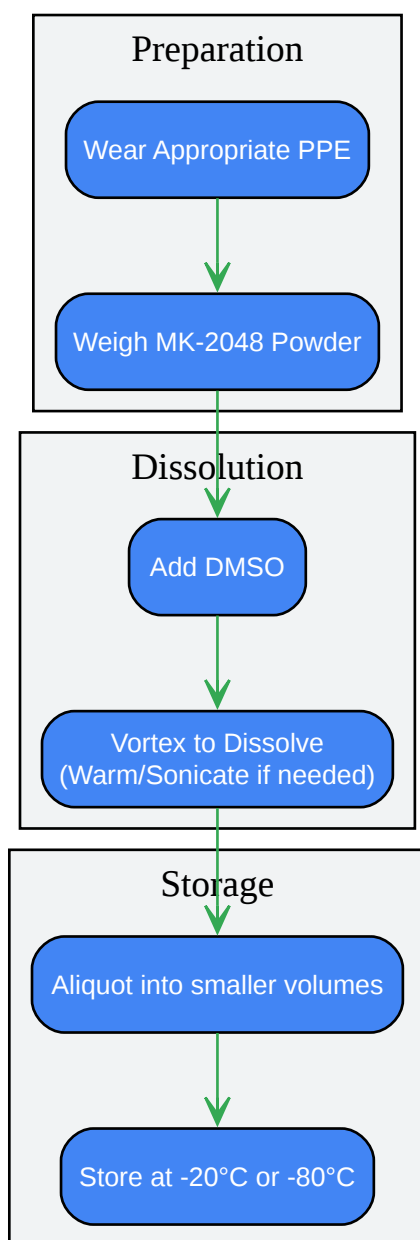 Preparation
Wear Appropriate PPE
Weigh MK-2048 Powder
Dissolution
Add DMSO
Vortex to Dissolve
(Warm/Sonicate if needed)
Storage
Aliquot into smaller volumes
Store at -20°C or -80°C